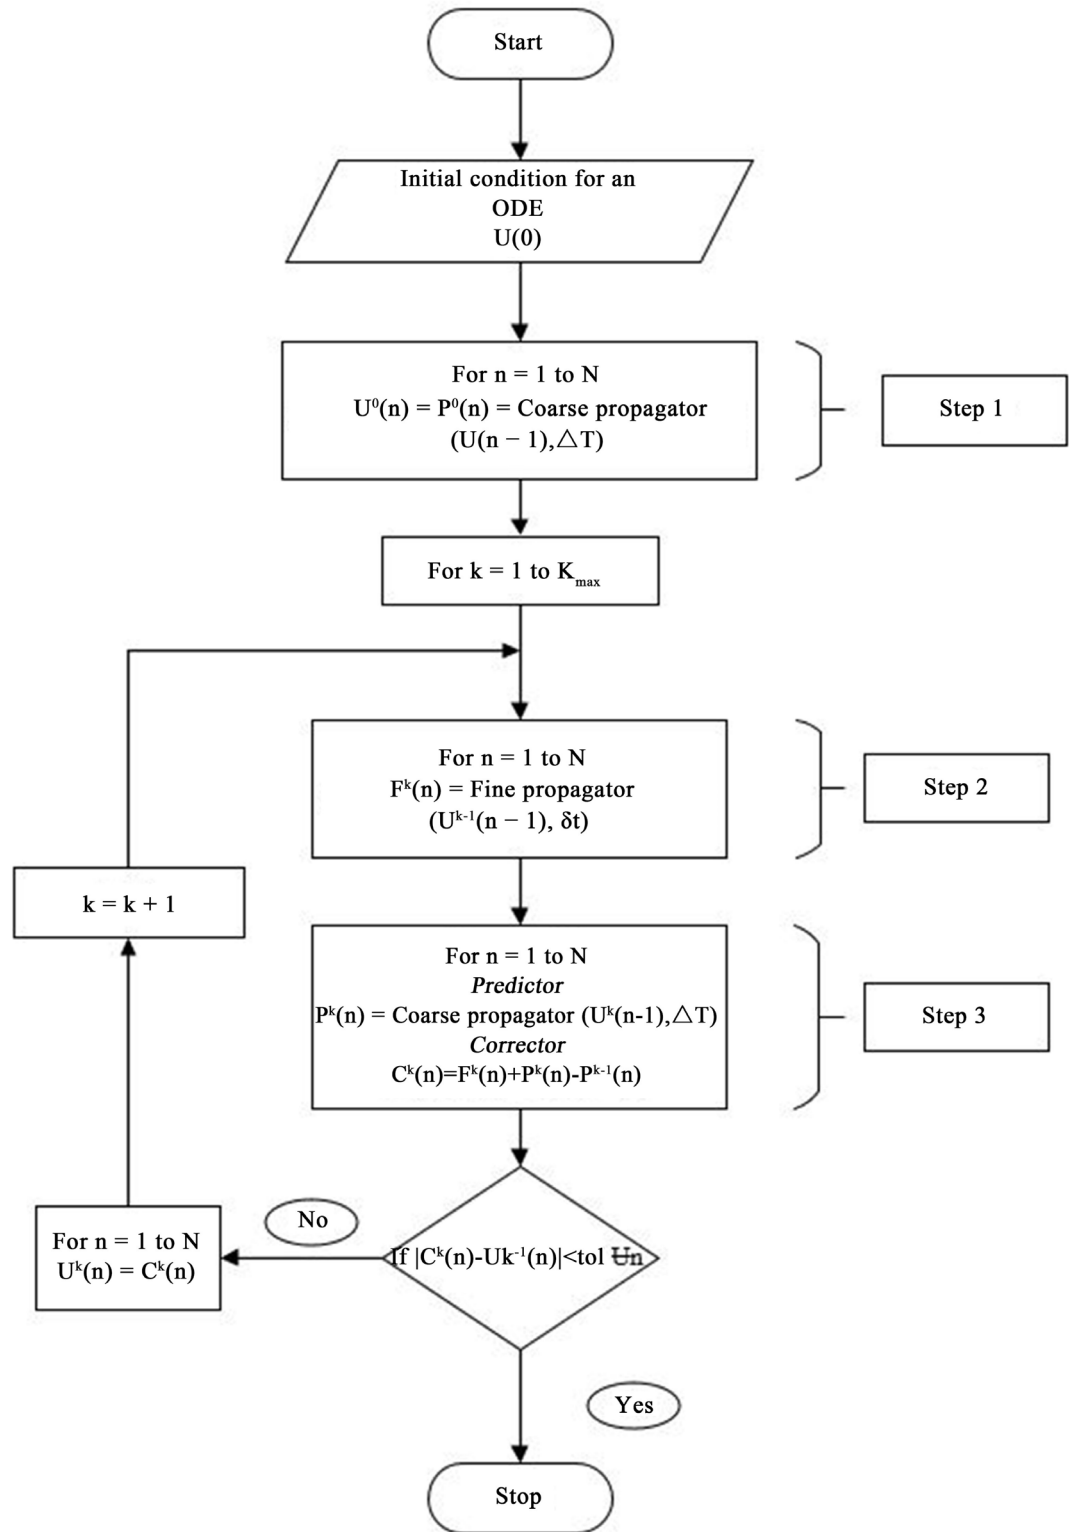 Start
Initial condition for an
ODE
U(0)
For n = 1 to N
U⁰(n) = P⁰(n) = Coarse propagator
(U(n − 1),△T)
Step 1
For k = 1 to Kₘₐₓ
For n = 1 to N
Fᵏ(n) = Fine propagator
(Uᵏ⁻¹(n − 1), δt)
Step 2
k = k + 1
For n = 1 to N
Predictor
Pᵏ(n) = Coarse propagator (Uᵏ(n-1),△T)
Corrector
Cᵏ(n)=Fᵏ(n)+Pᵏ(n)-Pᵏ⁻¹(n)
Step 3
No
For n = 1 to N
Uᵏ(n) = Cᵏ(n)
If |Cᵏ(n)-Uk⁻¹(n)|<tol Un
Yes
Stop